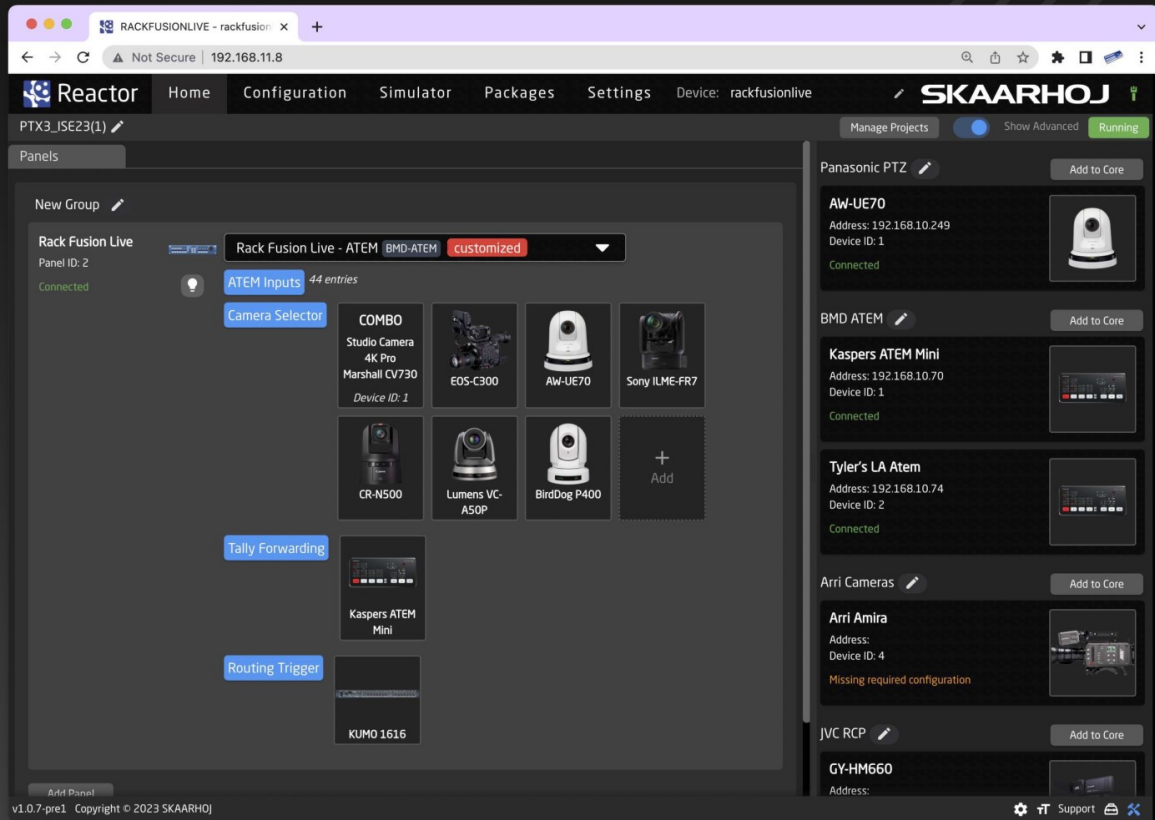 RACKFUSIONLIVE - rackfusion
Not Secure
192.168.11.8
Reactor
Home
Configuration
Simulator
Packages
Settings
Device: rackfusionlive
SKAARHOJ
PTX3_ISE23(1)
Manage Projects
Show Advanced
Running
Panels
New Group
Rack Fusion Live
Panel ID: 2
Connected
Rack Fusion Live - ATEM BMD-ATEM customized
ATEM Inputs 44 entries
Camera Selector
COMBO
Studio Camera
4K Pro
Marshall CV730
Device ID: 1
EOS-C300
AW-UE70
Sony ILME-FR7
CR-N500
Lumens VC-
A50P
BirdDog P400
+
Add
Tally Forwarding
Kaspers ATEM
Mini
Routing Trigger
KUMO 1616
Add Panel
Panasonic PTZ
Add to Core
AW-UE70
Address: 192.168.10.249
Device ID: 1
Connected
BMD ATEM
Add to Core
Kaspers ATEM Mini
Address: 192.168.10.70
Device ID: 1
Connected
Tyler's LA Atem
Address: 192.168.10.74
Device ID: 2
Connected
Arri Cameras
Add to Core
Arri Amira
Address:
Device ID: 4
Missing required configuration
JVC RCP
Add to Core
GY-HM660
Address:
v1.0.7-pre1 Copyright © 2023 SKAARHOJ
Support